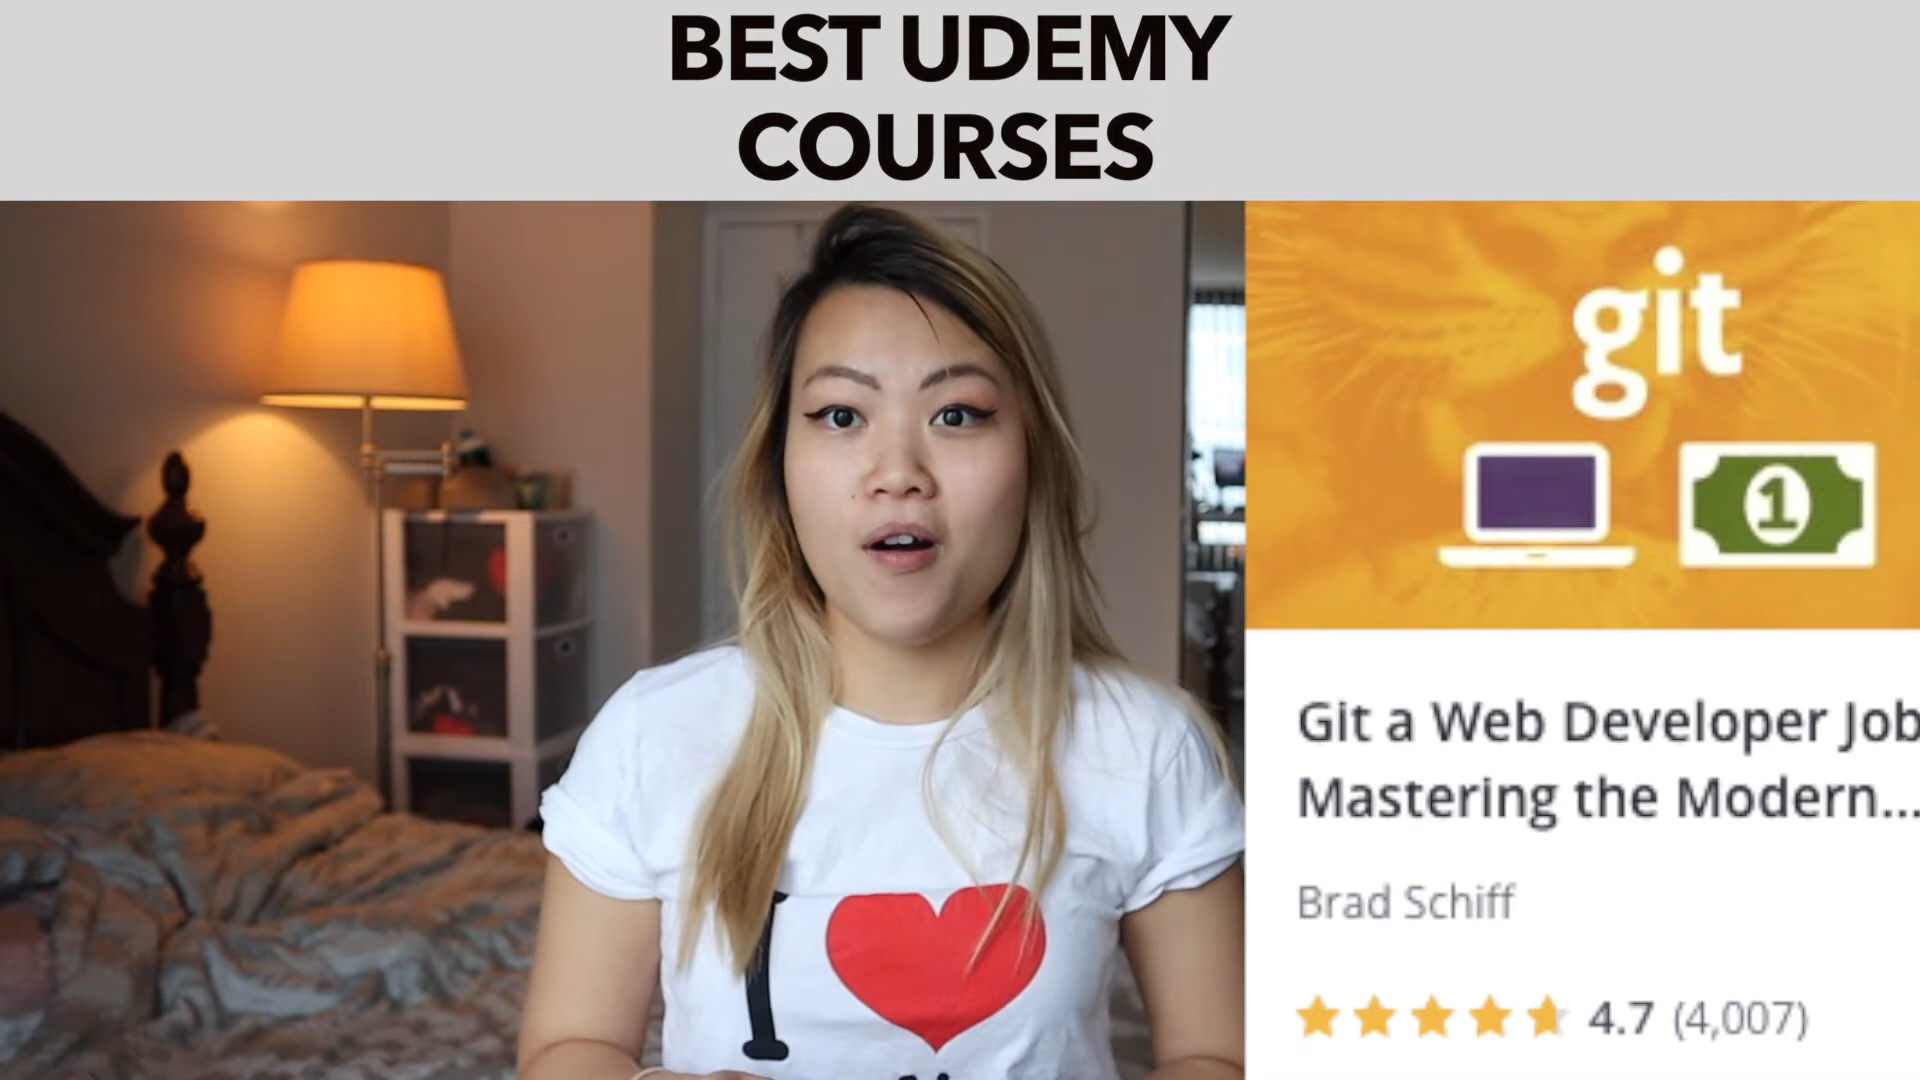 BEST UDEMY
COURSES
git
1
Git a Web Developer Job
Mastering the Modern...
Brad Schiff
4.7 (4,007)
I